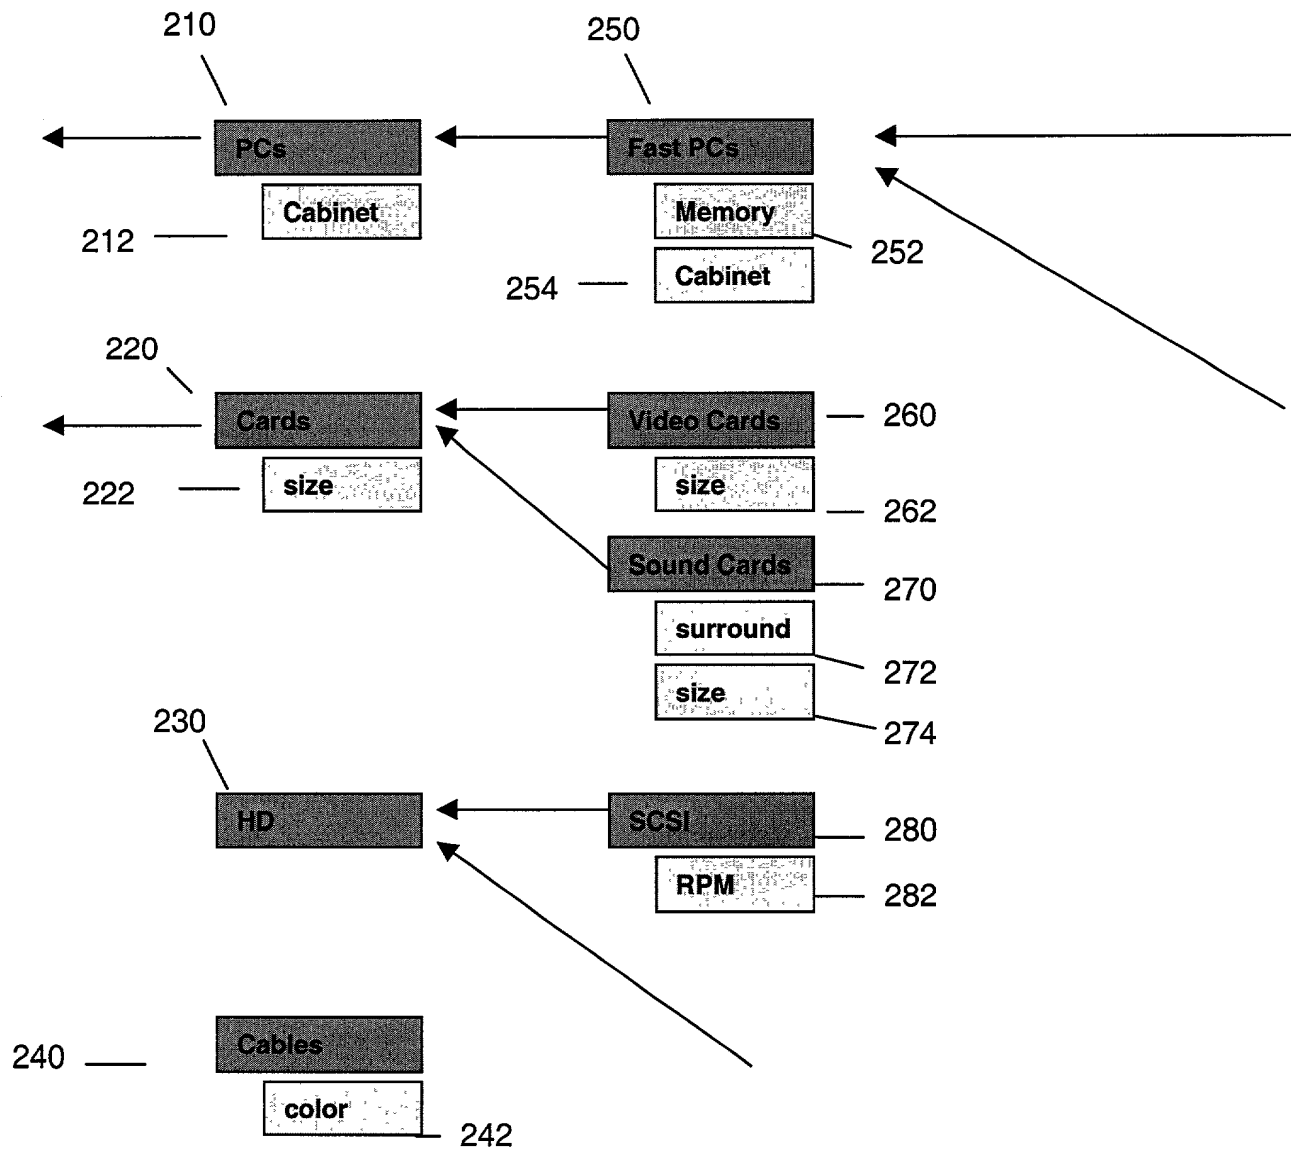 210
250
PCs
Fast PCs
Cabinet
Memory
212
252
254
Cabinet
220
Cards
Video Cards
260
222
size
size
262
Sound Cards
270
surround
272
size
274
230
HD
SCSI
280
RPM
282
240
Cables
color
242